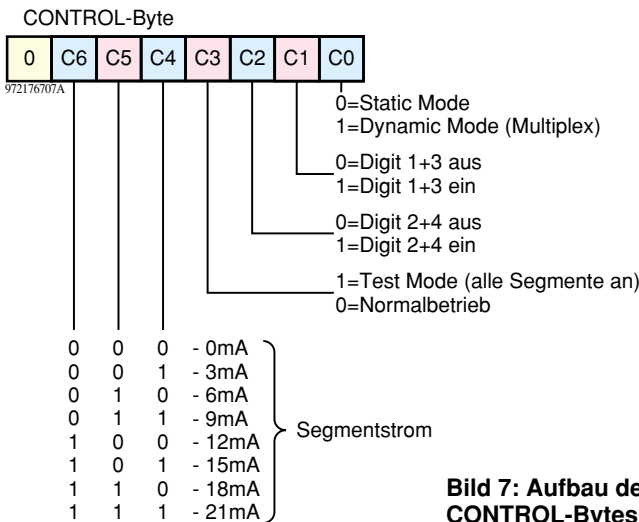 CONTROL-Byte
0 C6 C5 C4 C3 C2 C1 C0
972176707A
0=Static Mode
1=Dynamic Mode (Multiplex)
0=Digit 1+3 aus
1=Digit 1+3 ein
0=Digit 2+4 aus
1=Digit 2+4 ein
1=Test Mode (alle Segmente an)
0=Normalbetrieb
0 0 0 - 0mA
0 0 1 - 3mA
0 1 0 - 6mA
0 1 1 - 9mA
1 0 0 - 12mA
1 0 1 - 15mA
1 1 0 - 18mA
1 1 1 - 21mA
Segmentstrom
Bild 7: Aufbau de
CONTROL-Bytes